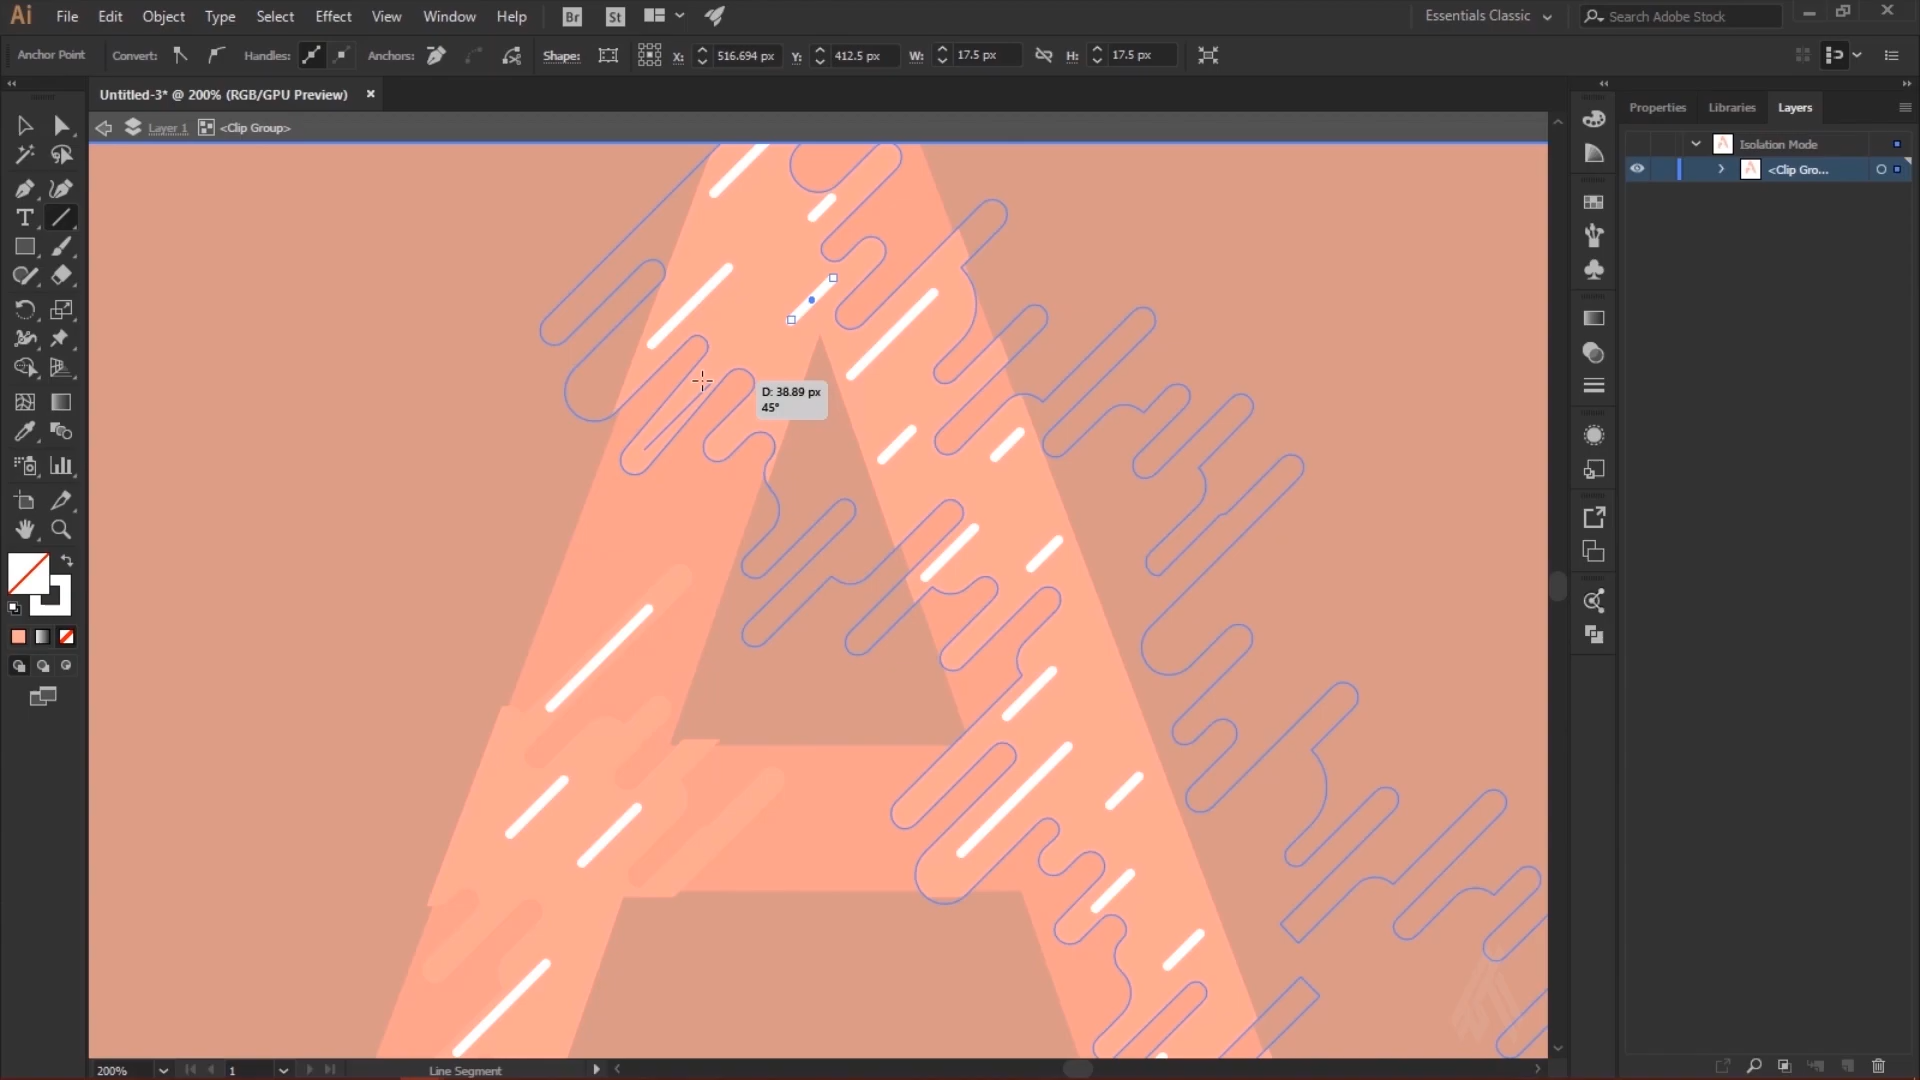 Ai File Edit Object Type Select Effect View Window Help Br St Essentials Classic Search Adobe Stock
Anchor Point Convert: Handles: Anchors: Shape: X: 516.694 px Y: 412.5 px W: 17.5 px H: 17.5 px
Untitled-3* @ 200% (RGB/GPU Preview)
Properties Libraries Layers
Layer 1 <Clip Group>
Isolation Mode
<Clip Gro...
D: 38.89 px
45°
200% 1 Line Segment